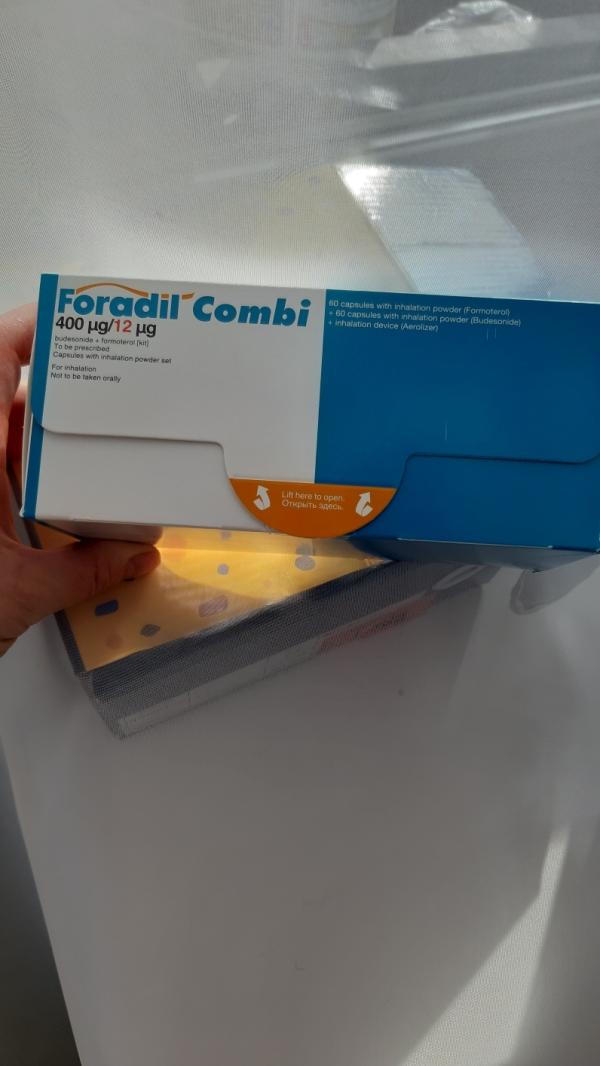 Foradil Combi
400 µg/12 µg
budesonide + formoterol [kit]
To be prescribed
Capsules with inhalation powder set
For inhalation
Not to be taken orally
60 capsules with inhalation powder (Formoterol)
+ 60 capsules with inhalation powder (Budesonide)
+ inhalation device (Aerolizer)
Lift here to open.
Открыть здесь.